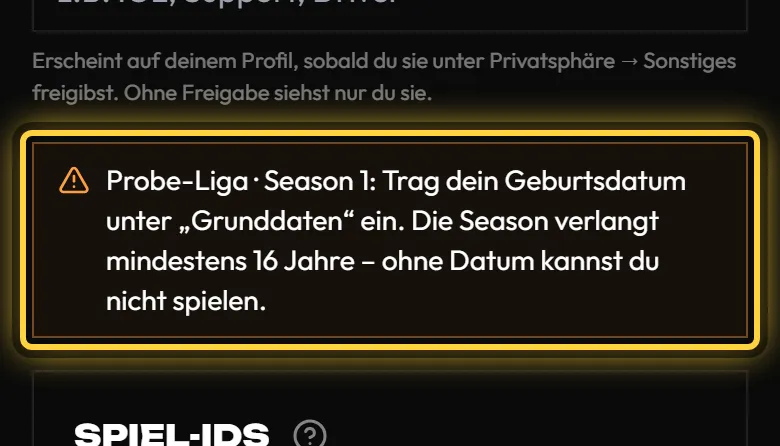 Erscheint auf deinem Profil, sobald du sie unter Privatsphäre → Sonstiges
freigibst. Ohne Freigabe siehst nur du sie.
Probe-Liga · Season 1: Trag dein Geburtsdatum
unter „Grunddaten“ ein. Die Season verlangt
mindestens 16 Jahre – ohne Datum kannst du
nicht spielen.
SPIEL-IDS